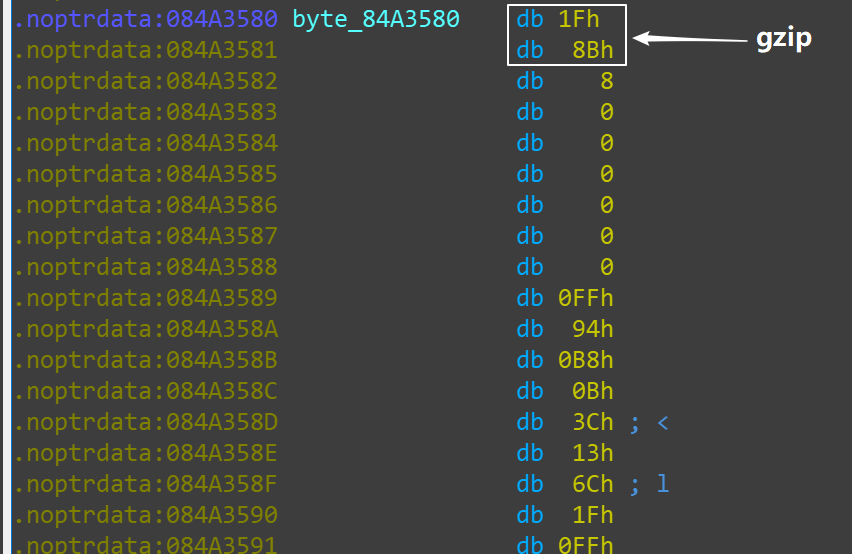 .noptrdata:084A3580 byte_84A3580 db 1Fh gzip
.noptrdata:084A3581 db 8Bh
.noptrdata:084A3582 db 8
.noptrdata:084A3583 db 0
.noptrdata:084A3584 db 0
.noptrdata:084A3585 db 0
.noptrdata:084A3586 db 0
.noptrdata:084A3587 db 0
.noptrdata:084A3588 db 0
.noptrdata:084A3589 db 0FFh
.noptrdata:084A358A db 94h
.noptrdata:084A358B db 0B8h
.noptrdata:084A358C db 0Bh
.noptrdata:084A358D db 3Ch ; <
.noptrdata:084A358E db 13h
.noptrdata:084A358F db 6Ch ; l
.noptrdata:084A3590 db 1Fh
.noptrdata:084A3591 db 0FFh